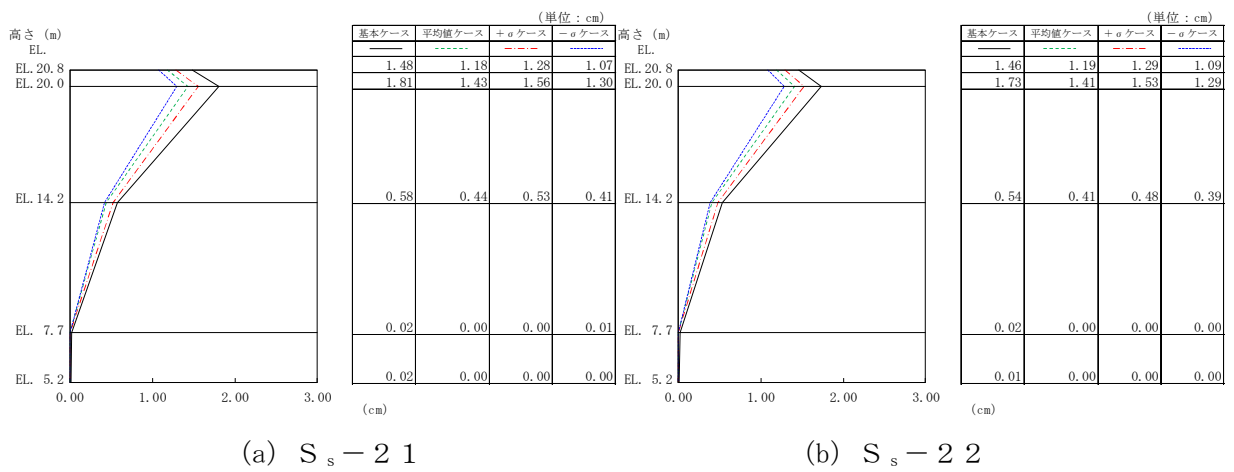 (単位：cm)
高さ (m)
EL.
基本ケース 平均値ケース ＋σケース －σケース
EL.20.8 1.48 1.18 1.28 1.07
EL.20.0 1.81 1.43 1.56 1.30
EL.14.2 0.58 0.44 0.53 0.41
EL. 7.7 0.02 0.00 0.00 0.01
EL. 5.2 0.02 0.00 0.00 0.00
0.00 1.00 2.00 3.00
(cm)
(a) Ｓｓ－２１
(単位：cm)
高さ (m)
EL.
基本ケース 平均値ケース ＋σケース －σケース
EL.20.8 1.46 1.19 1.29 1.09
EL.20.0 1.73 1.41 1.53 1.29
EL.14.2 0.54 0.41 0.48 0.39
EL. 7.7 0.02 0.00 0.00 0.00
EL. 5.2 0.01 0.00 0.00 0.00
0.00 1.00 2.00 3.00
(cm)
(b) Ｓｓ－２２